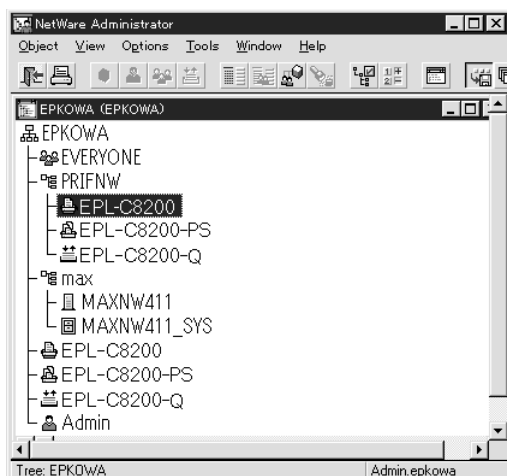 NetWare Administrator
Object View Options Tools Window Help
EPKOWA (EPKOWA)
EPKOWA
EVERYONE
PRIFNW
EPL-C8200
EPL-C8200-PS
EPL-C8200-Q
max
MAXNW411
MAXNW411_SYS
EPL-C8200
EPL-C8200-PS
EPL-C8200-Q
Admin
Tree: EPKOWA Admin.epkowa